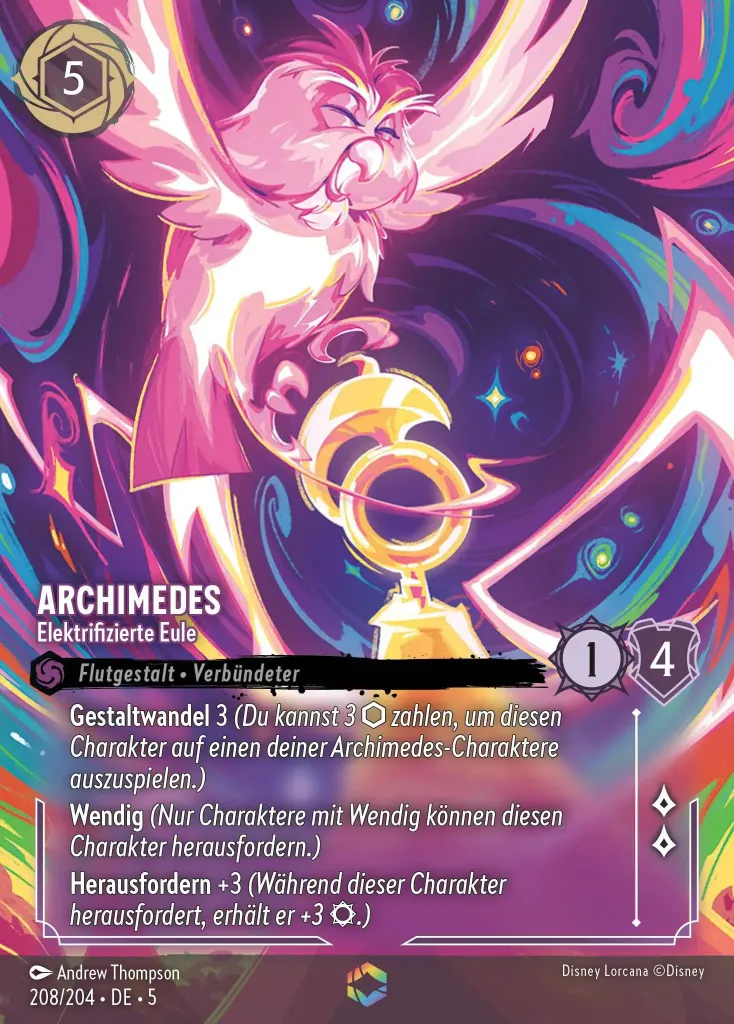 5
ARCHIMEDES
Elektrifizierte Eule
Flutgestalt • Verbündeter
1 4
Gestaltwandel 3 (Du kannst 3 ⬡ zahlen, um diesen
Charakter auf einen deiner Archimedes-Charaktere
auszuspielen.)
Wendig (Nur Charaktere mit Wendig können diesen
Charakter herausfordern.)
Herausfordern +3 (Während dieser Charakter
herausfordert, erhält er +3 ¤.)
Andrew Thompson
Disney Lorcana ©Disney
208/204 • DE • 5